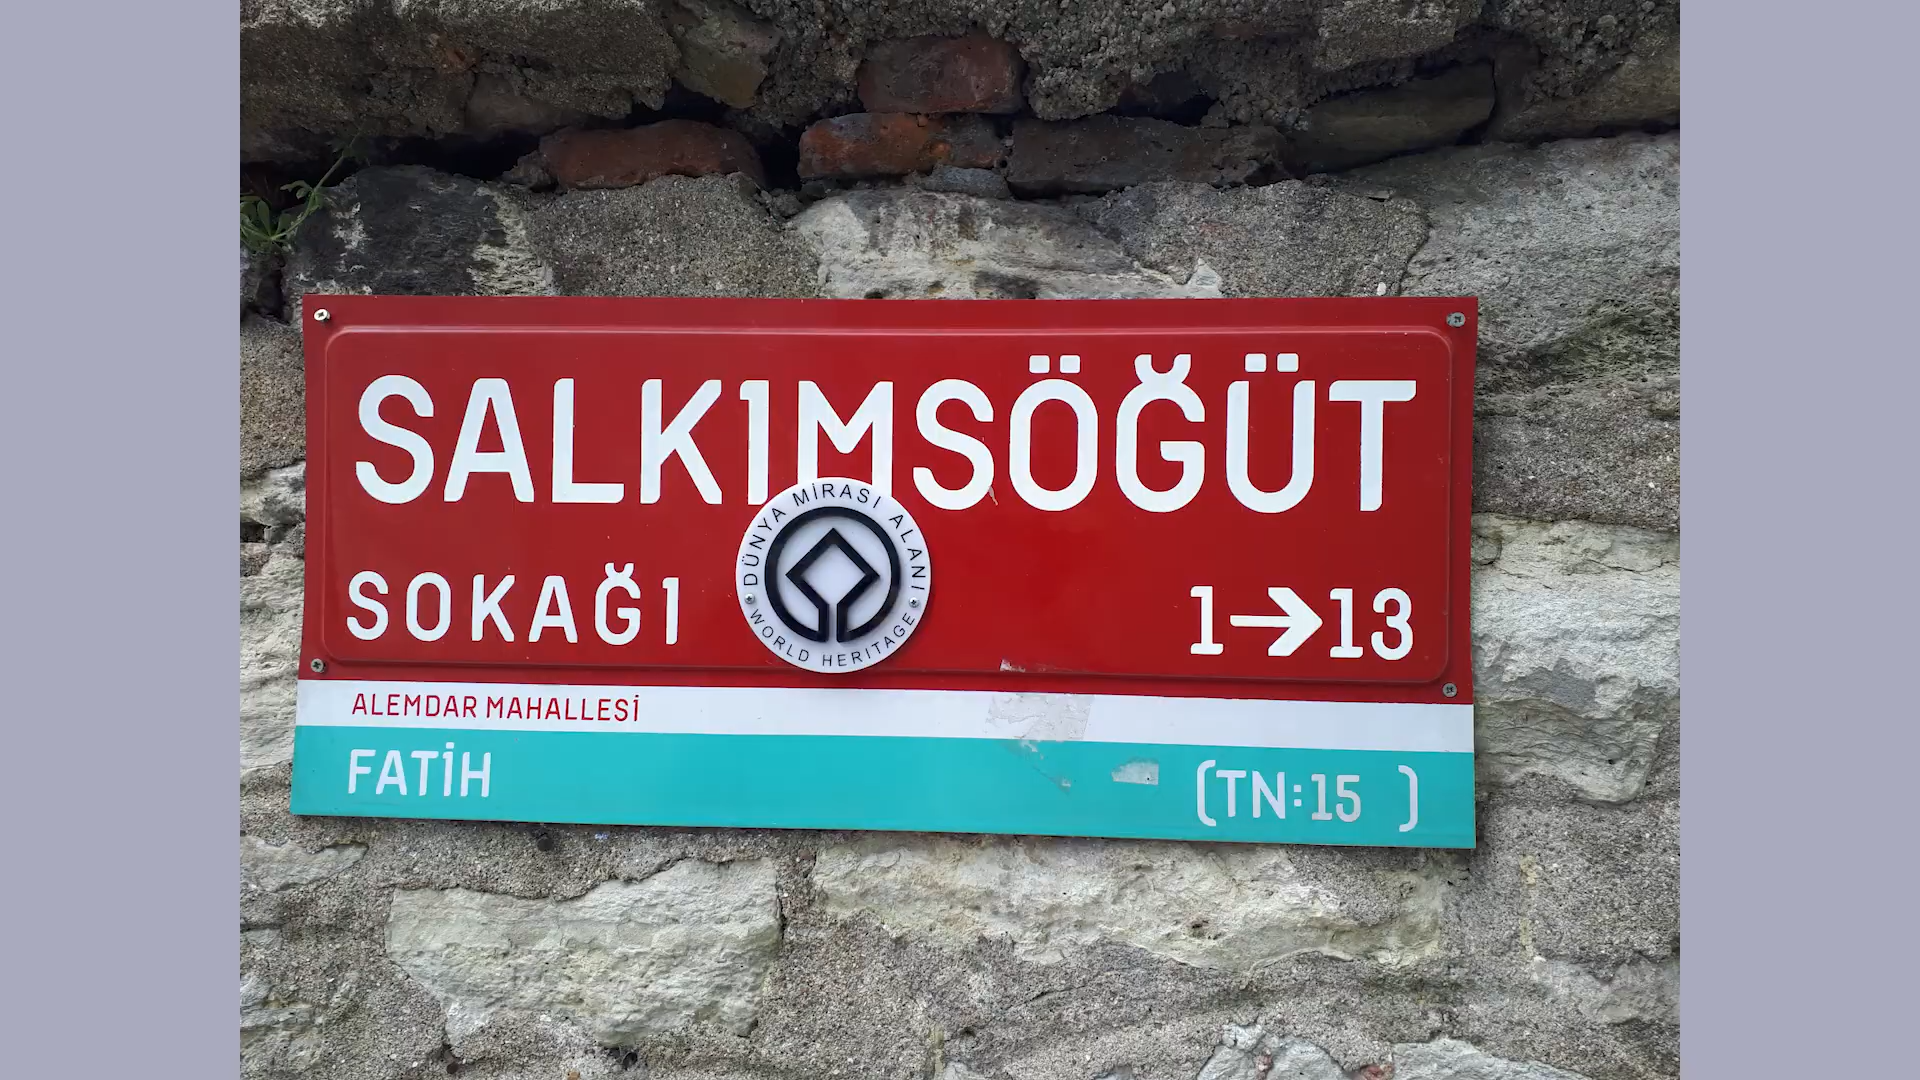 SALKIMSÖĞÜT
DÜNYA MİRASI ALANI
WORLD HERITAGE
SOKAĞI
1→13
ALEMDAR MAHALLESİ
FATİH
(TN:15 )